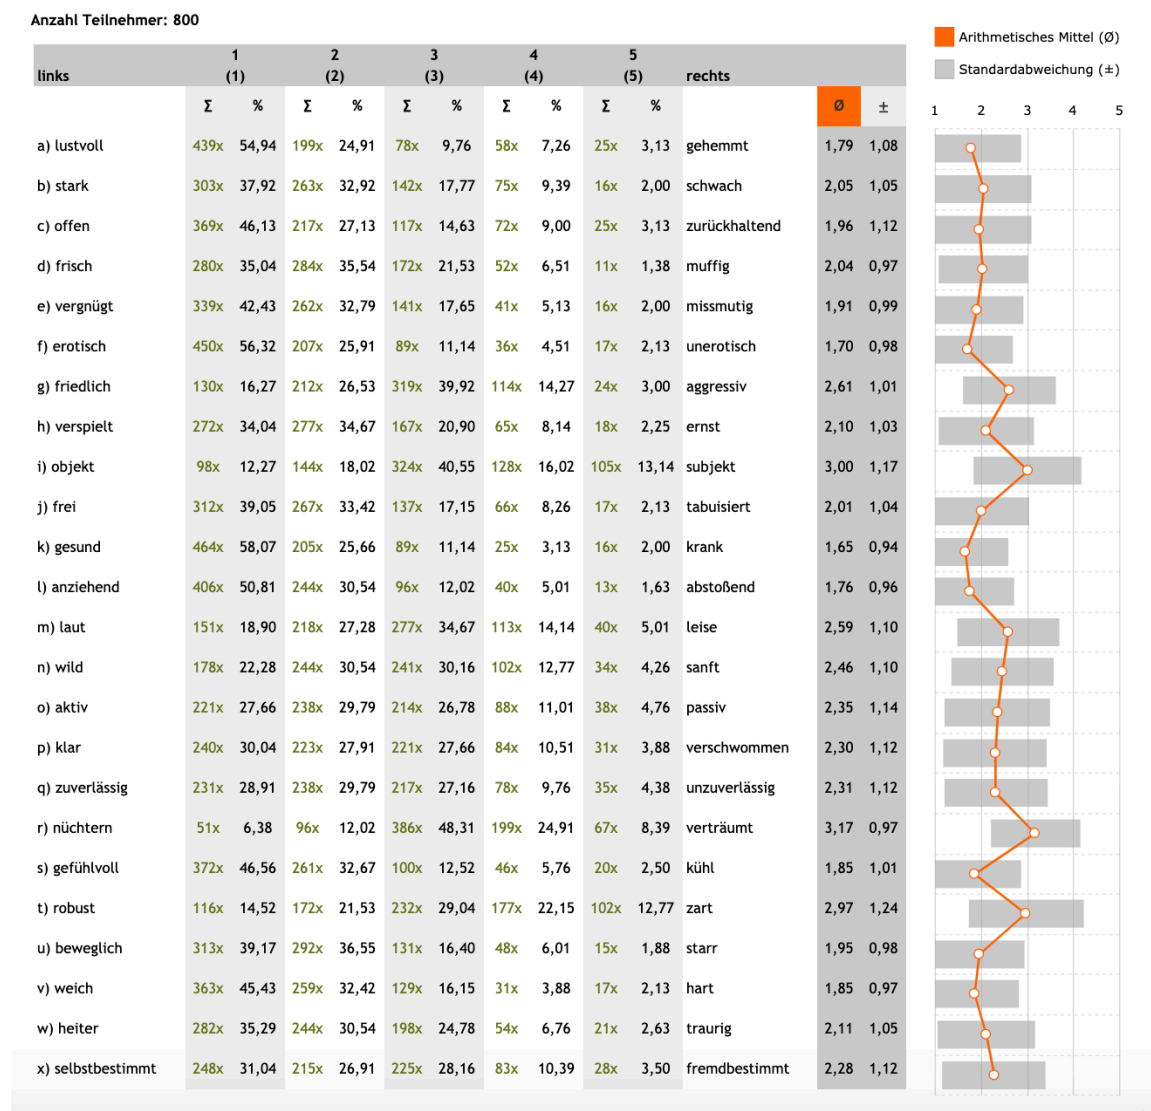 Anzahl Teilnehmer: 800
Arithmetisches Mittel (Ø)
Standardabweichung (±)
1 2 3 4 5
links (1) (2) (3) (4) (5) rechts
Σ % Σ % Σ % Σ % Σ % Ø ± 1 2 3 4 5
a) lustvoll 439x 54,94 199x 24,91 78x 9,76 58x 7,26 25x 3,13 gehemmt 1,79 1,08
b) stark 303x 37,92 263x 32,92 142x 17,77 75x 9,39 16x 2,00 schwach 2,05 1,05
c) offen 369x 46,13 217x 27,13 117x 14,63 72x 9,00 25x 3,13 zurückhaltend 1,96 1,12
d) frisch 280x 35,04 284x 35,54 172x 21,53 52x 6,51 11x 1,38 muffig 2,04 0,97
e) vergnügt 339x 42,43 262x 32,79 141x 17,65 41x 5,13 16x 2,00 missmutig 1,91 0,99
f) erotisch 450x 56,32 207x 25,91 89x 11,14 36x 4,51 17x 2,13 unerotisch 1,70 0,98
g) friedlich 130x 16,27 212x 26,53 319x 39,92 114x 14,27 24x 3,00 aggressiv 2,61 1,01
h) verspielt 272x 34,04 277x 34,67 167x 20,90 65x 8,14 18x 2,25 ernst 2,10 1,03
i) objekt 98x 12,27 144x 18,02 324x 40,55 128x 16,02 105x 13,14 subjekt 3,00 1,17
j) frei 312x 39,05 267x 33,42 137x 17,15 66x 8,26 17x 2,13 tabuisiert 2,01 1,04
k) gesund 464x 58,07 205x 25,66 89x 11,14 25x 3,13 16x 2,00 krank 1,65 0,94
l) anziehend 406x 50,81 244x 30,54 96x 12,02 40x 5,01 13x 1,63 abstoßend 1,76 0,96
m) laut 151x 18,90 218x 27,28 277x 34,67 113x 14,14 40x 5,01 leise 2,59 1,10
n) wild 178x 22,28 244x 30,54 241x 30,16 102x 12,77 34x 4,26 sanft 2,46 1,10
o) aktiv 221x 27,66 238x 29,79 214x 26,78 88x 11,01 38x 4,76 passiv 2,35 1,14
p) klar 240x 30,04 223x 27,91 221x 27,66 84x 10,51 31x 3,88 verschwommen 2,30 1,12
q) zuverlässig 231x 28,91 238x 29,79 217x 27,16 78x 9,76 35x 4,38 unzuverlässig 2,31 1,12
r) nüchtern 51x 6,38 96x 12,02 386x 48,31 199x 24,91 67x 8,39 verträumt 3,17 0,97
s) gefühlvoll 372x 46,56 261x 32,67 100x 12,52 46x 5,76 20x 2,50 kühl 1,85 1,01
t) robust 116x 14,52 172x 21,53 232x 29,04 177x 22,15 102x 12,77 zart 2,97 1,24
u) beweglich 313x 39,17 292x 36,55 131x 16,40 48x 6,01 15x 1,88 starr 1,95 0,98
v) weich 363x 45,43 259x 32,42 129x 16,15 31x 3,88 17x 2,13 hart 1,85 0,97
w) heiter 282x 35,29 244x 30,54 198x 24,78 54x 6,76 21x 2,63 traurig 2,11 1,05
x) selbstbestimmt 248x 31,04 215x 26,91 225x 28,16 83x 10,39 28x 3,50 fremdbestimmt 2,28 1,12